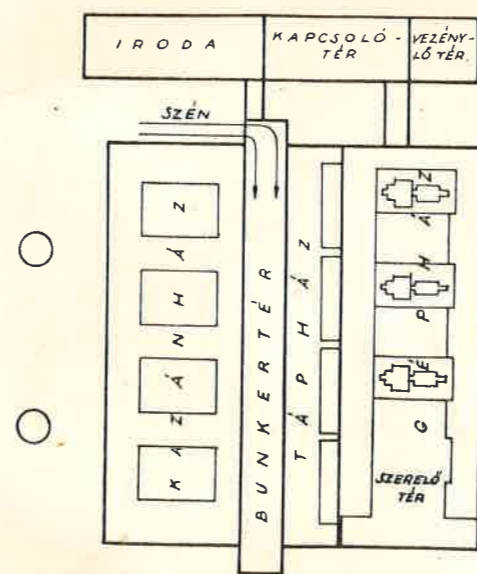 IRODA
KAPCSOLÓ-
TÉR
VEZÉNY-
LŐ TÉR.
SZÉN
KAZÁNHÁZ
BUNKERTÉR
TÁPHÁZ
GÉPHÁZ
SZERELŐ
TÉR